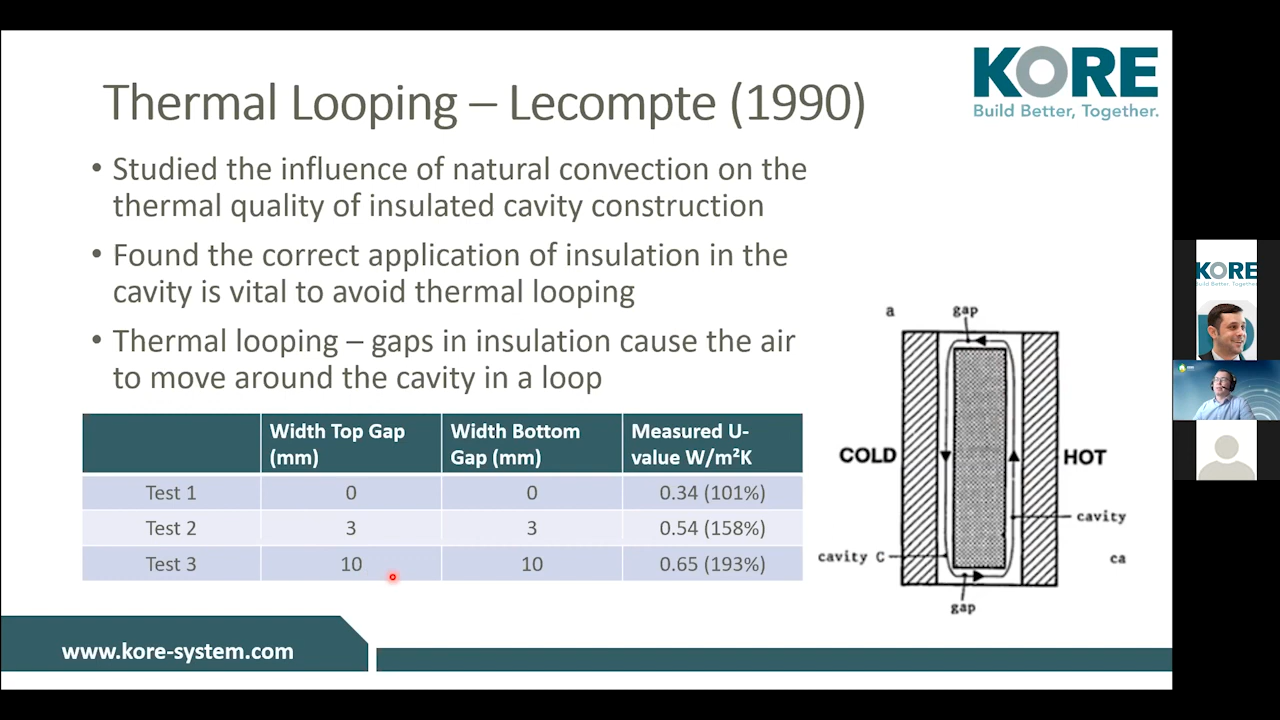 KORE
Build Better, Together.
Thermal Looping – Lecompte (1990)
• Studied the influence of natural convection on the
thermal quality of insulated cavity construction
• Found the correct application of insulation in the
cavity is vital to avoid thermal looping
• Thermal looping – gaps in insulation cause the air
to move around the cavity in a loop
Width Top Gap (mm)
Width Bottom Gap (mm)
Measured U-value W/m²K
Test 1 0 0 0.34 (101%)
Test 2 3 3 0.54 (158%)
Test 3 10 10 0.65 (193%)
a
gap
COLD
HOT
cavity
cavity C
ca
gap
www.kore-system.com
KORE
Build Better, Together.